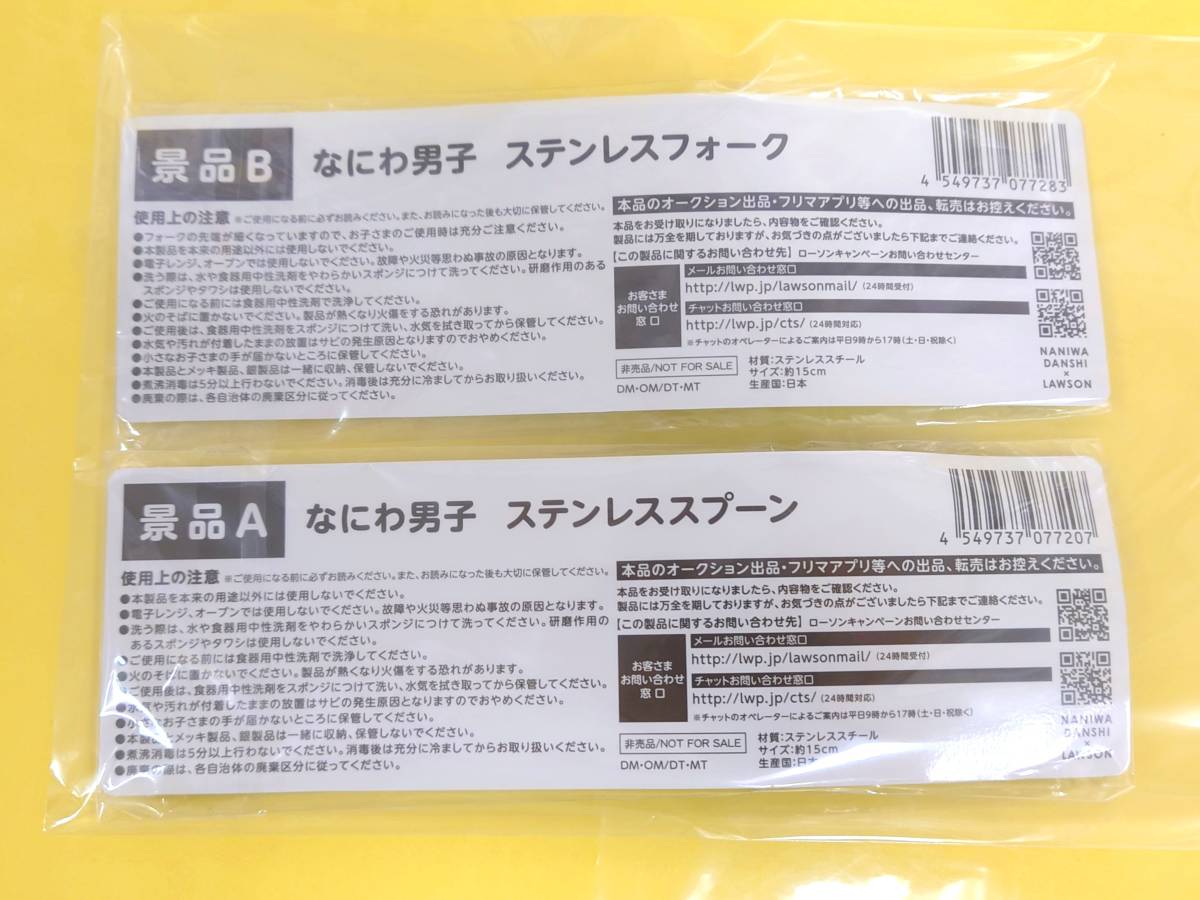 景品B
なにわ男子 ステンレスフォーク
4 549737 077283
使用上の注意 ※ご使用になる前に必ずお読みください。また、お読みになった後も大切に保管してください。
●フォークの先端が細くなっていますので、お子さまのご使用時は充分ご注意ください。
●本製品を本来の用途以外には使用しないでください。
●電子レンジ、オーブンでは使用しないでください。故障や火災等思わぬ事故の原因となります。
●洗う際は、水や食器用中性洗剤をやわらかいスポンジにつけて洗ってください。研磨作用のある
スポンジやタワシは使用しないでください。
●ご使用になる前には食器用中性洗剤で洗浄してください。
●火のそばに置かないでください。製品が熱くなり火傷をする恐れがあります。
●ご使用後は、食器用中性洗剤をスポンジにつけて洗い、水気を拭き取ってから保管してください。
●水気や汚れが付着したままの放置はサビの発生原因となりますのでおやめください。
●小さなお子さまの手が届かないところに保管してください。
●本製品とメッキ製品、銀製品は一緒に収納、保管しないでください。
●煮沸消毒は5分以上行わないでください。消毒後は充分に冷ましてからお取り扱いください。
●廃棄の際は、各自治体の廃棄区分に従ってください。
本品のオークション出品・フリマアプリ等への出品、転売はお控えください。
本品をお受け取りになりましたら、内容物をご確認ください。
製品には万全を期しておりますが、お気づきの点がございましたら下記までご連絡ください。
【この製品に関するお問い合わせ先】 ローソンキャンペーンお問い合わせセンター
お客さま
お問い合わせ
窓口
メールお問い合わせ窓口
http://lwp.jp/lawsonmail/ (24時間受付)
チャットお問い合わせ窓口
http://lwp.jp/cts/ (24時間対応)
※チャットのオペレーターによるご案内は平日9時から17時(土・日・祝除く)
非売品/NOT FOR SALE
DM・OM/DT・MT
材質:ステンレススチール
サイズ:約15cm
生産国:日本
NANIWA
DANSHI
×
LAWSON
景品A
なにわ男子 ステンレススプーン
4 549737 077207
使用上の注意 ※ご使用になる前に必ずお読みください。また、お読みになった後も大切に保管してください。
●本製品を本来の用途以外には使用しないでください。
●電子レンジ、オーブンでは使用しないでください。故障や火災等思わぬ事故の原因となります。
●洗う際は、水や食器用中性洗剤をやわらかいスポンジにつけて洗ってください。研磨作用の
あるスポンジやタワシは使用しないでください。
●ご使用になる前には食器用中性洗剤で洗浄してください。
●火のそばに置かないでください。製品が熱くなり火傷をする恐れがあります。
●ご使用後は、食器用中性洗剤をスポンジにつけて洗い、水気を拭き取ってから保管してください。
●水気や汚れが付着したままの放置はサビの発生原因となりますのでおやめください。
●小さなお子さまの手が届かないところに保管してください。
●本製品とメッキ製品、銀製品は一緒に収納、保管しないでください。
●煮沸消毒は5分以上行わないでください。消毒後は充分に冷ましてからお取り扱いください。
●廃棄の際は、各自治体の廃棄区分に従ってください。
本品のオークション出品・フリマアプリ等への出品、転売はお控えください。
本品をお受け取りになりましたら、内容物をご確認ください。
製品には万全を期しておりますが、お気づきの点がございましたら下記までご連絡ください。
【この製品に関するお問い合わせ先】 ローソンキャンペーンお問い合わせセンター
お客さま
お問い合わせ
窓口
メールお問い合わせ窓口
http://lwp.jp/lawsonmail/ (24時間受付)
チャットお問い合わせ窓口
http://lwp.jp/cts/ (24時間対応)
※チャットのオペレーターによるご案内は平日9時から17時(土・日・祝除く)
非売品/NOT FOR SALE
DM・OM/DT・MT
材質:ステンレススチール
サイズ:約15cm
生産国:日本
NANIWA
DANSHI
×
LAWSON